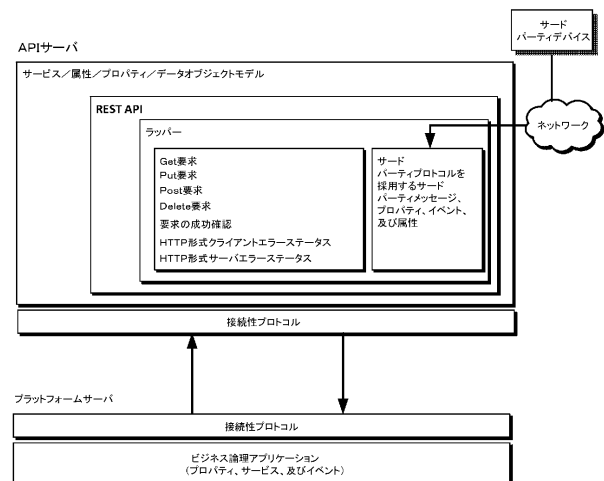 サード
パーティデバイス
APIサーバ
サービス／属性／プロパティ／データオブジェクトモデル
REST API
ネットワーク
ラッパー
Get要求
Put要求
Post要求
Delete要求
要求の成功確認
HTTP形式クライアントエラーステータス
HTTP形式サーバエラーステータス
サード
パーティプロトコルを
採用するサード
パーティメッセージ、
プロパティ、イベント、
及び属性
接続性プロトコル
プラットフォームサーバ
接続性プロトコル
ビジネス論理アプリケーション
（プロパティ、サービス、及びイベント）